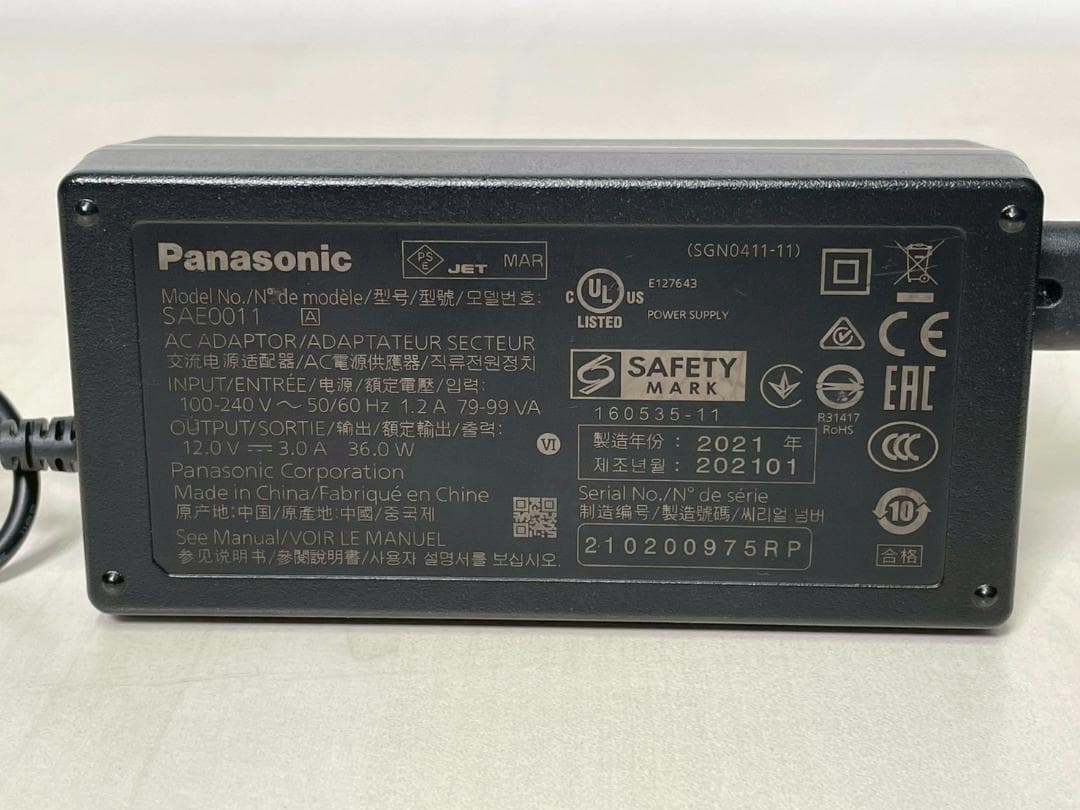 Panasonic
PS E JET MAR
(SGN0411-11)
Model No./N° de modèle/型号/型號/모델번호:
SAE0011 A
AC ADAPTOR/ADAPTATEUR SECTEUR
交流电源适配器/AC電源供應器/직류전원정치
INPUT/ENTRÉE/电源/額定電壓/입력:
100-240 V ~ 50/60 Hz 1.2 A 79-99 VA
OUTPUT/SORTIE/输出/額定輸出/출력:
12.0 V ⎓ 3.0 A 36.0 W
VI
Panasonic Corporation
Made in China/Fabriqué en Chine
原产地:中国/原產地:中國/중국제
See Manual/VOIR LE MANUEL
参见说明书/參閱說明書/사용자 설명서를 보십시오.
C UL US
LISTED
E127643
POWER SUPPLY
S SAFETY
MARK
160535-11
R31417
RoHS
CE
EAC
CCC
製造年份 : 2021 年
제조년월 : 202101
Serial No./N° de série
制造编号/製造號碼/씨리얼 넘버
210200975RP
10
合格